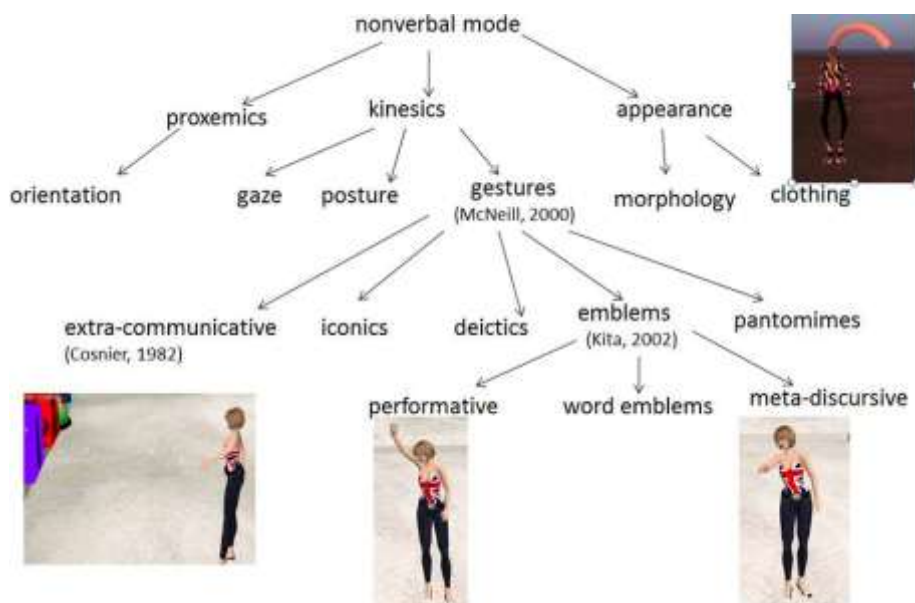 nonverbal mode
proxemics
kinesics
appearance
orientation
gaze
posture
gestures
(McNeill, 2000)
morphology
clothing
extra-communicative
(Cosnier, 1982)
iconics
deictics
emblems
(Kita, 2002)
pantomimes
performative
word emblems
meta-discursive